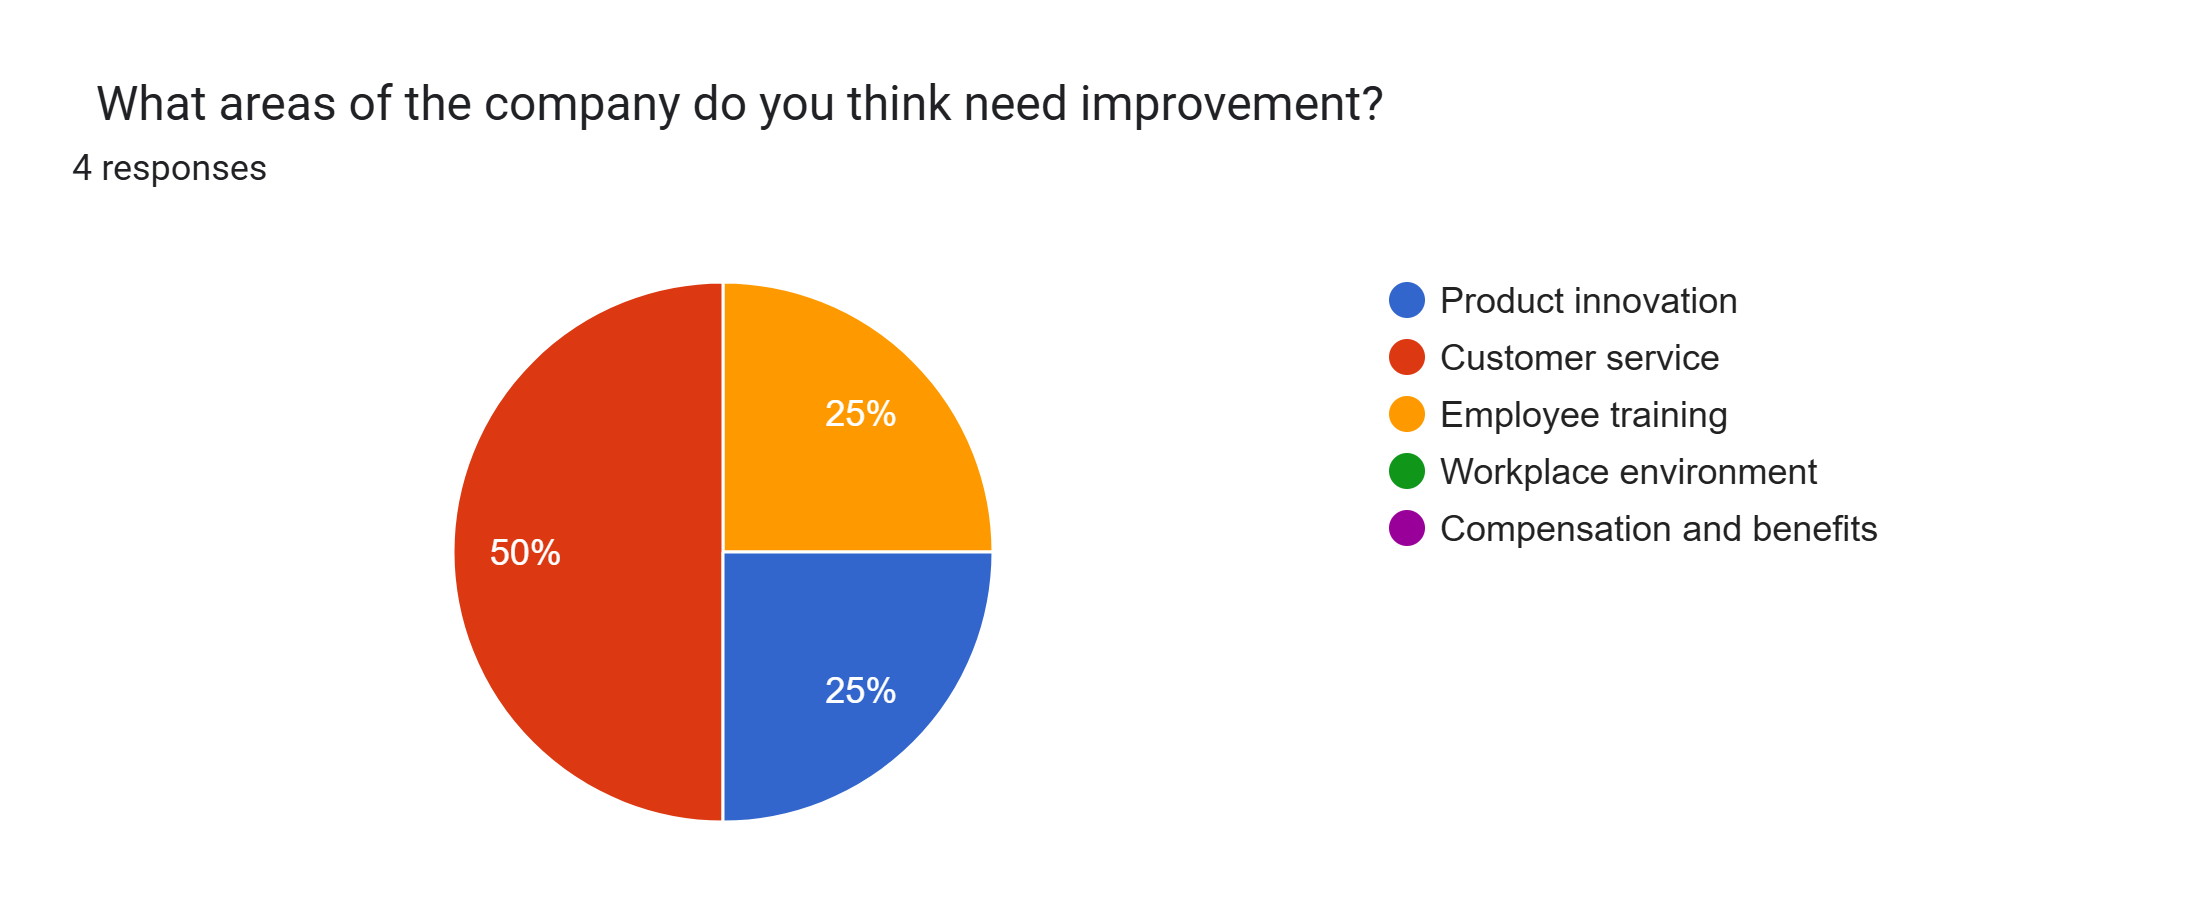 What areas of the company do you think need improvement?
4 responses
25%
50%
25%
Product innovation
Customer service
Employee training
Workplace environment
Compensation and benefits